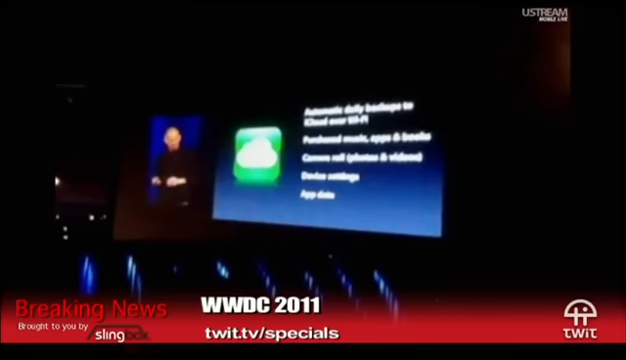 USTREAM
MOBILE LIVE
Automatic daily backups to
iCloud over Wi-Fi
Purchased music, apps & books
Camera roll (photos & videos)
Device settings
App data
Breaking News
WWDC 2011
Brought to you by slingbox.
twit.tv/specials
TWiT